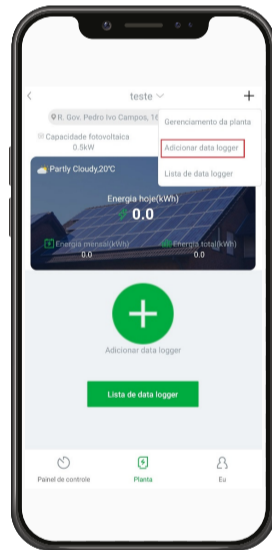 teste
R. Gov. Pedro Ivo Campos,
Gerenciamento da planta
Capacidade fotovoltaica
0.5kW
Adicionar data logger
Partly Cloudy,20°C
Lista de data logger
Energia hoje(kWh)
0.0
Energia mensal(kWh)
0.0
Energia total(kWh)
0.0
Adicionar data logger
Lista de data logger
Painel de controle
Planta
Eu